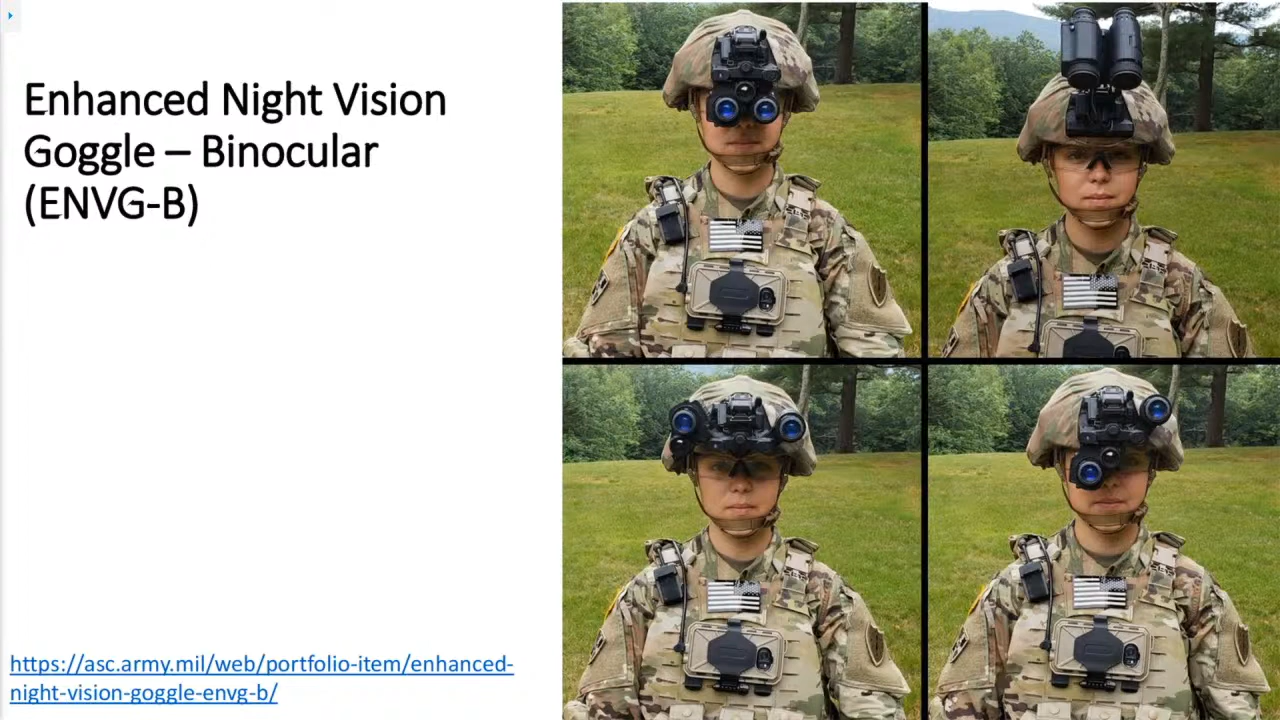 Enhanced Night Vision
Goggle – Binocular
(ENVG-B)
https://asc.army.mil/web/portfolio-item/enhanced-
night-vision-goggle-envg-b/